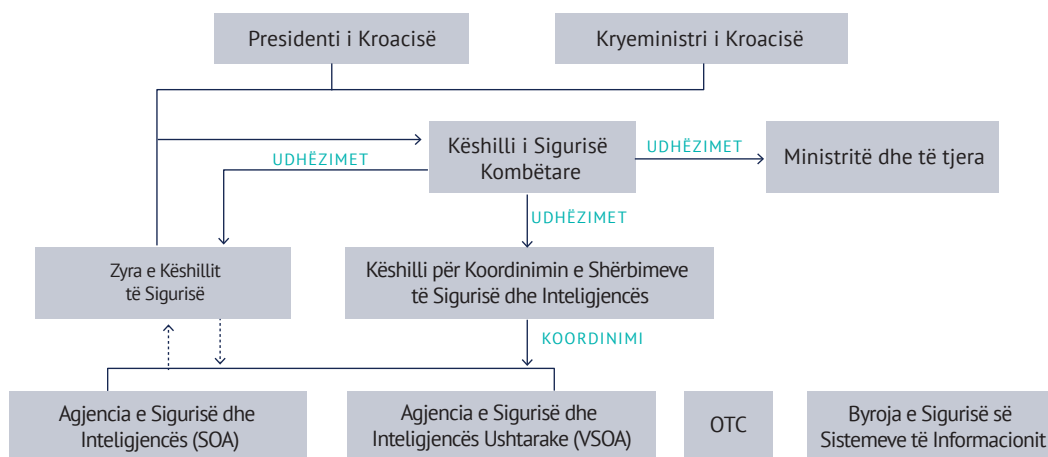 Presidenti i Kroacisë
Kryeministri i Kroacisë
Këshilli i Sigurisë
Kombëtare
UDHËZIMET
Ministritë dhe të tjera
UDHËZIMET
UDHËZIMET
Zyra e Këshillit
të Sigurisë
Këshilli për Koordinimin e Shërbimeve
të Sigurisë dhe Inteligjencës
KOORDINIMI
Agjencia e Sigurisë dhe
Inteligjencës (SOA)
Agjencia e Sigurisë dhe
Inteligjencës Ushtarake (VSOA)
OTC
Byroja e Sigurisë së
Sistemeve të Informacionit